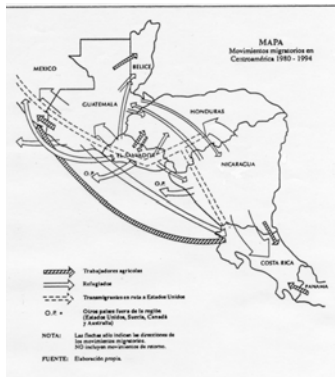 MAPA
Movimientos migratorios en
Centroamérica 1980 - 1994
MEXICO
BELICE
GUATEMALA
HONDURAS
EL SALVADOR
NICARAGUA
O.P.
O.P.
COSTA RICA
PANAMA
Trabajadores agrícolas
Refugiados
Transmigrantes en ruta a Estados Unidos
O.P. = Otros países fuera de la región
(Estados Unidos, Suecia, Canadá
y Australia)
NOTA: Las flechas sólo indican las direcciones de
los movimientos migratorios.
NO incluyen movimientos de retorno.
FUENTE: Elaboración propia.